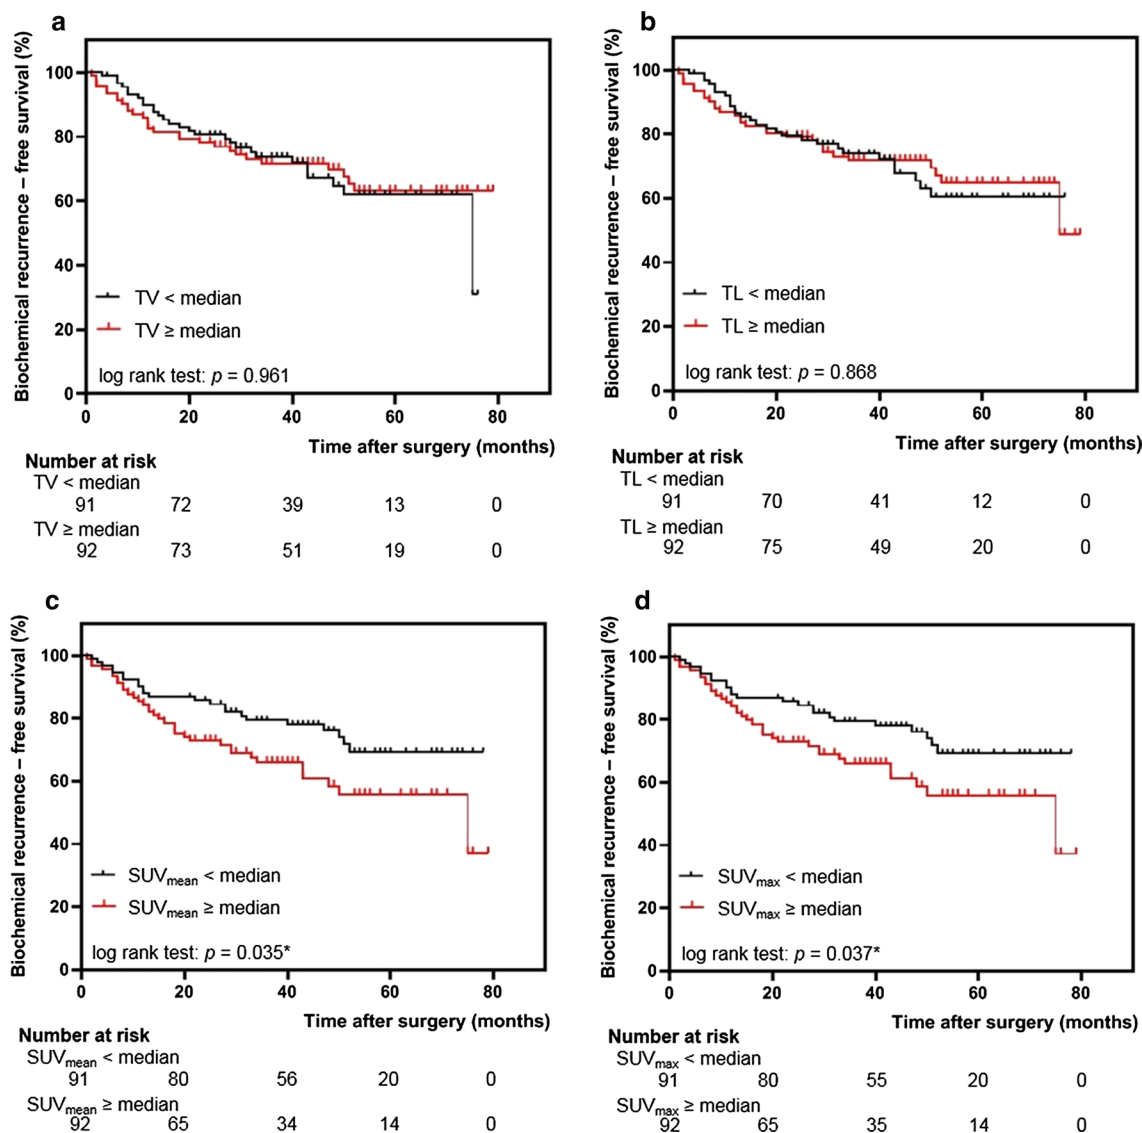 a
Biochemical recurrence – free survival (%)
100
80
60
40
20
0
TV < median
TV ≥ median
log rank test: p = 0.961
0 20 40 60 80
Time after surgery (months)
Number at risk
TV < median
91 72 39 13 0
TV ≥ median
92 73 51 19 0
b
Biochemical recurrence – free survival (%)
100
80
60
40
20
0
TL < median
TL ≥ median
log rank test: p = 0.868
0 20 40 60 80
Time after surgery (months)
Number at risk
TL < median
91 70 41 12 0
TL ≥ median
92 75 49 20 0
c
Biochemical recurrence – free survival (%)
100
80
60
40
20
0
SUVmean < median
SUVmean ≥ median
log rank test: p = 0.035*
0 20 40 60 80
Time after surgery (months)
Number at risk
SUVmean < median
91 80 56 20 0
SUVmean ≥ median
92 65 34 14 0
d
Biochemical recurrence – free survival (%)
100
80
60
40
20
0
SUVmax < median
SUVmax ≥ median
log rank test: p = 0.037*
0 20 40 60 80
Time after surgery (months)
Number at risk
SUVmax < median
91 80 55 20 0
SUVmax ≥ median
92 65 35 14 0